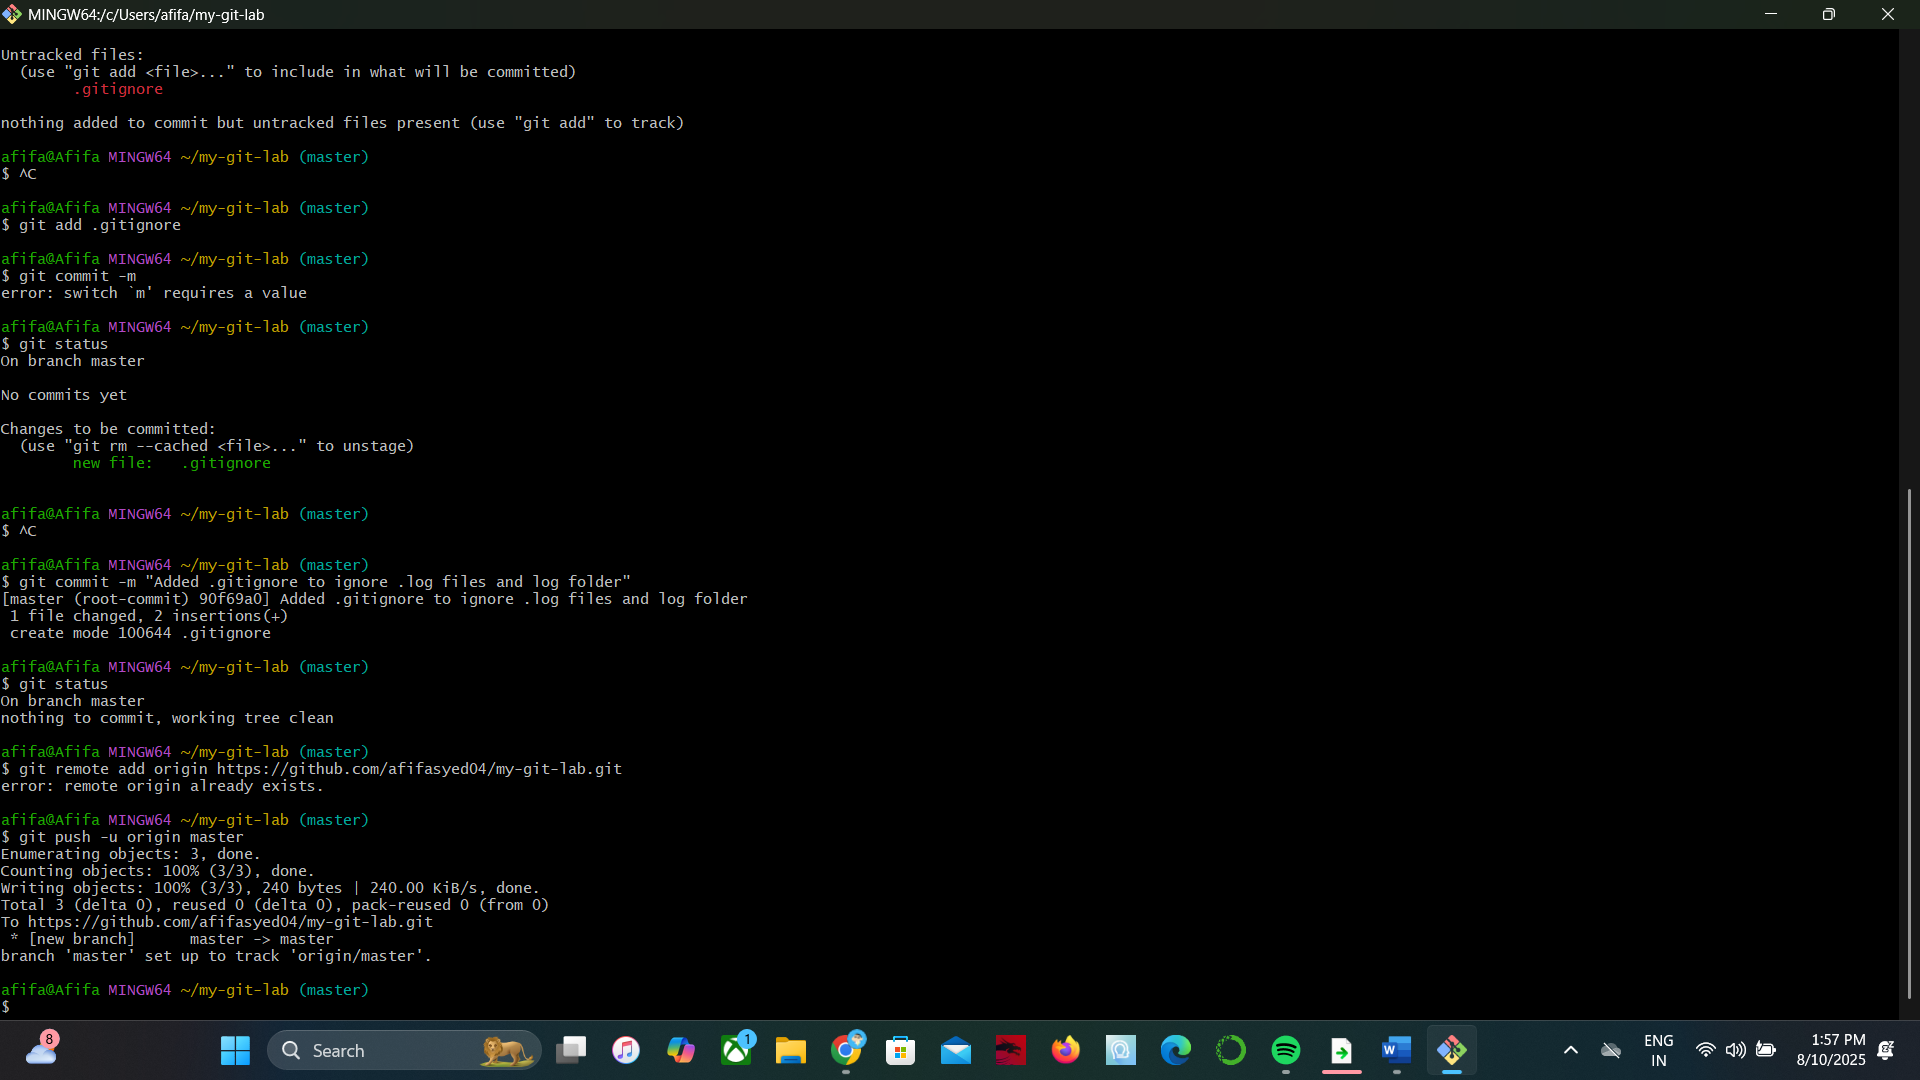 MINGW64:/c/Users/afifa/my-git-lab
Untracked files:
  (use "git add <file>..." to include in what will be committed)
        .gitignore

nothing added to commit but untracked files present (use "git add" to track)

afifa@Afifa MINGW64 ~/my-git-lab (master)
$ ^C

afifa@Afifa MINGW64 ~/my-git-lab (master)
$ git add .gitignore

afifa@Afifa MINGW64 ~/my-git-lab (master)
$ git commit -m
error: switch `m' requires a value

afifa@Afifa MINGW64 ~/my-git-lab (master)
$ git status
On branch master

No commits yet

Changes to be committed:
  (use "git rm --cached <file>..." to unstage)
        new file:   .gitignore


afifa@Afifa MINGW64 ~/my-git-lab (master)
$ ^C

afifa@Afifa MINGW64 ~/my-git-lab (master)
$ git commit -m "Added .gitignore to ignore .log files and log folder"
[master (root-commit) 90f69a0] Added .gitignore to ignore .log files and log folder
 1 file changed, 2 insertions(+)
 create mode 100644 .gitignore

afifa@Afifa MINGW64 ~/my-git-lab (master)
$ git status
On branch master
nothing to commit, working tree clean

afifa@Afifa MINGW64 ~/my-git-lab (master)
$ git remote add origin https://github.com/afifasyed04/my-git-lab.git
error: remote origin already exists.

afifa@Afifa MINGW64 ~/my-git-lab (master)
$ git push -u origin master
Enumerating objects: 3, done.
Counting objects: 100% (3/3), done.
Writing objects: 100% (3/3), 240 bytes | 240.00 KiB/s, done.
Total 3 (delta 0), reused 0 (delta 0), pack-reused 0 (from 0)
To https://github.com/afifasyed04/my-git-lab.git
 * [new branch]      master -> master
branch 'master' set up to track 'origin/master'.

afifa@Afifa MINGW64 ~/my-git-lab (master)
$
8
Search
1
W
ENG
IN
1:57 PM
8/10/2025